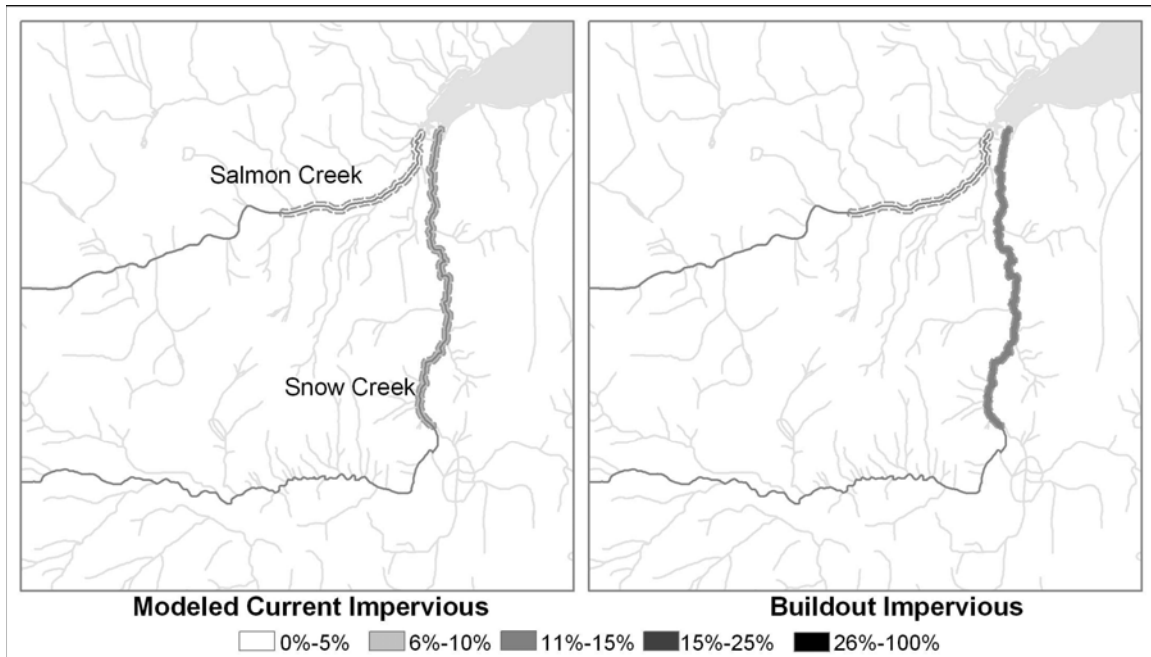 Salmon Creek
Snow Creek
Modeled Current Impervious
Buildout Impervious
0%-5% 6%-10% 11%-15% 15%-25% 26%-100%